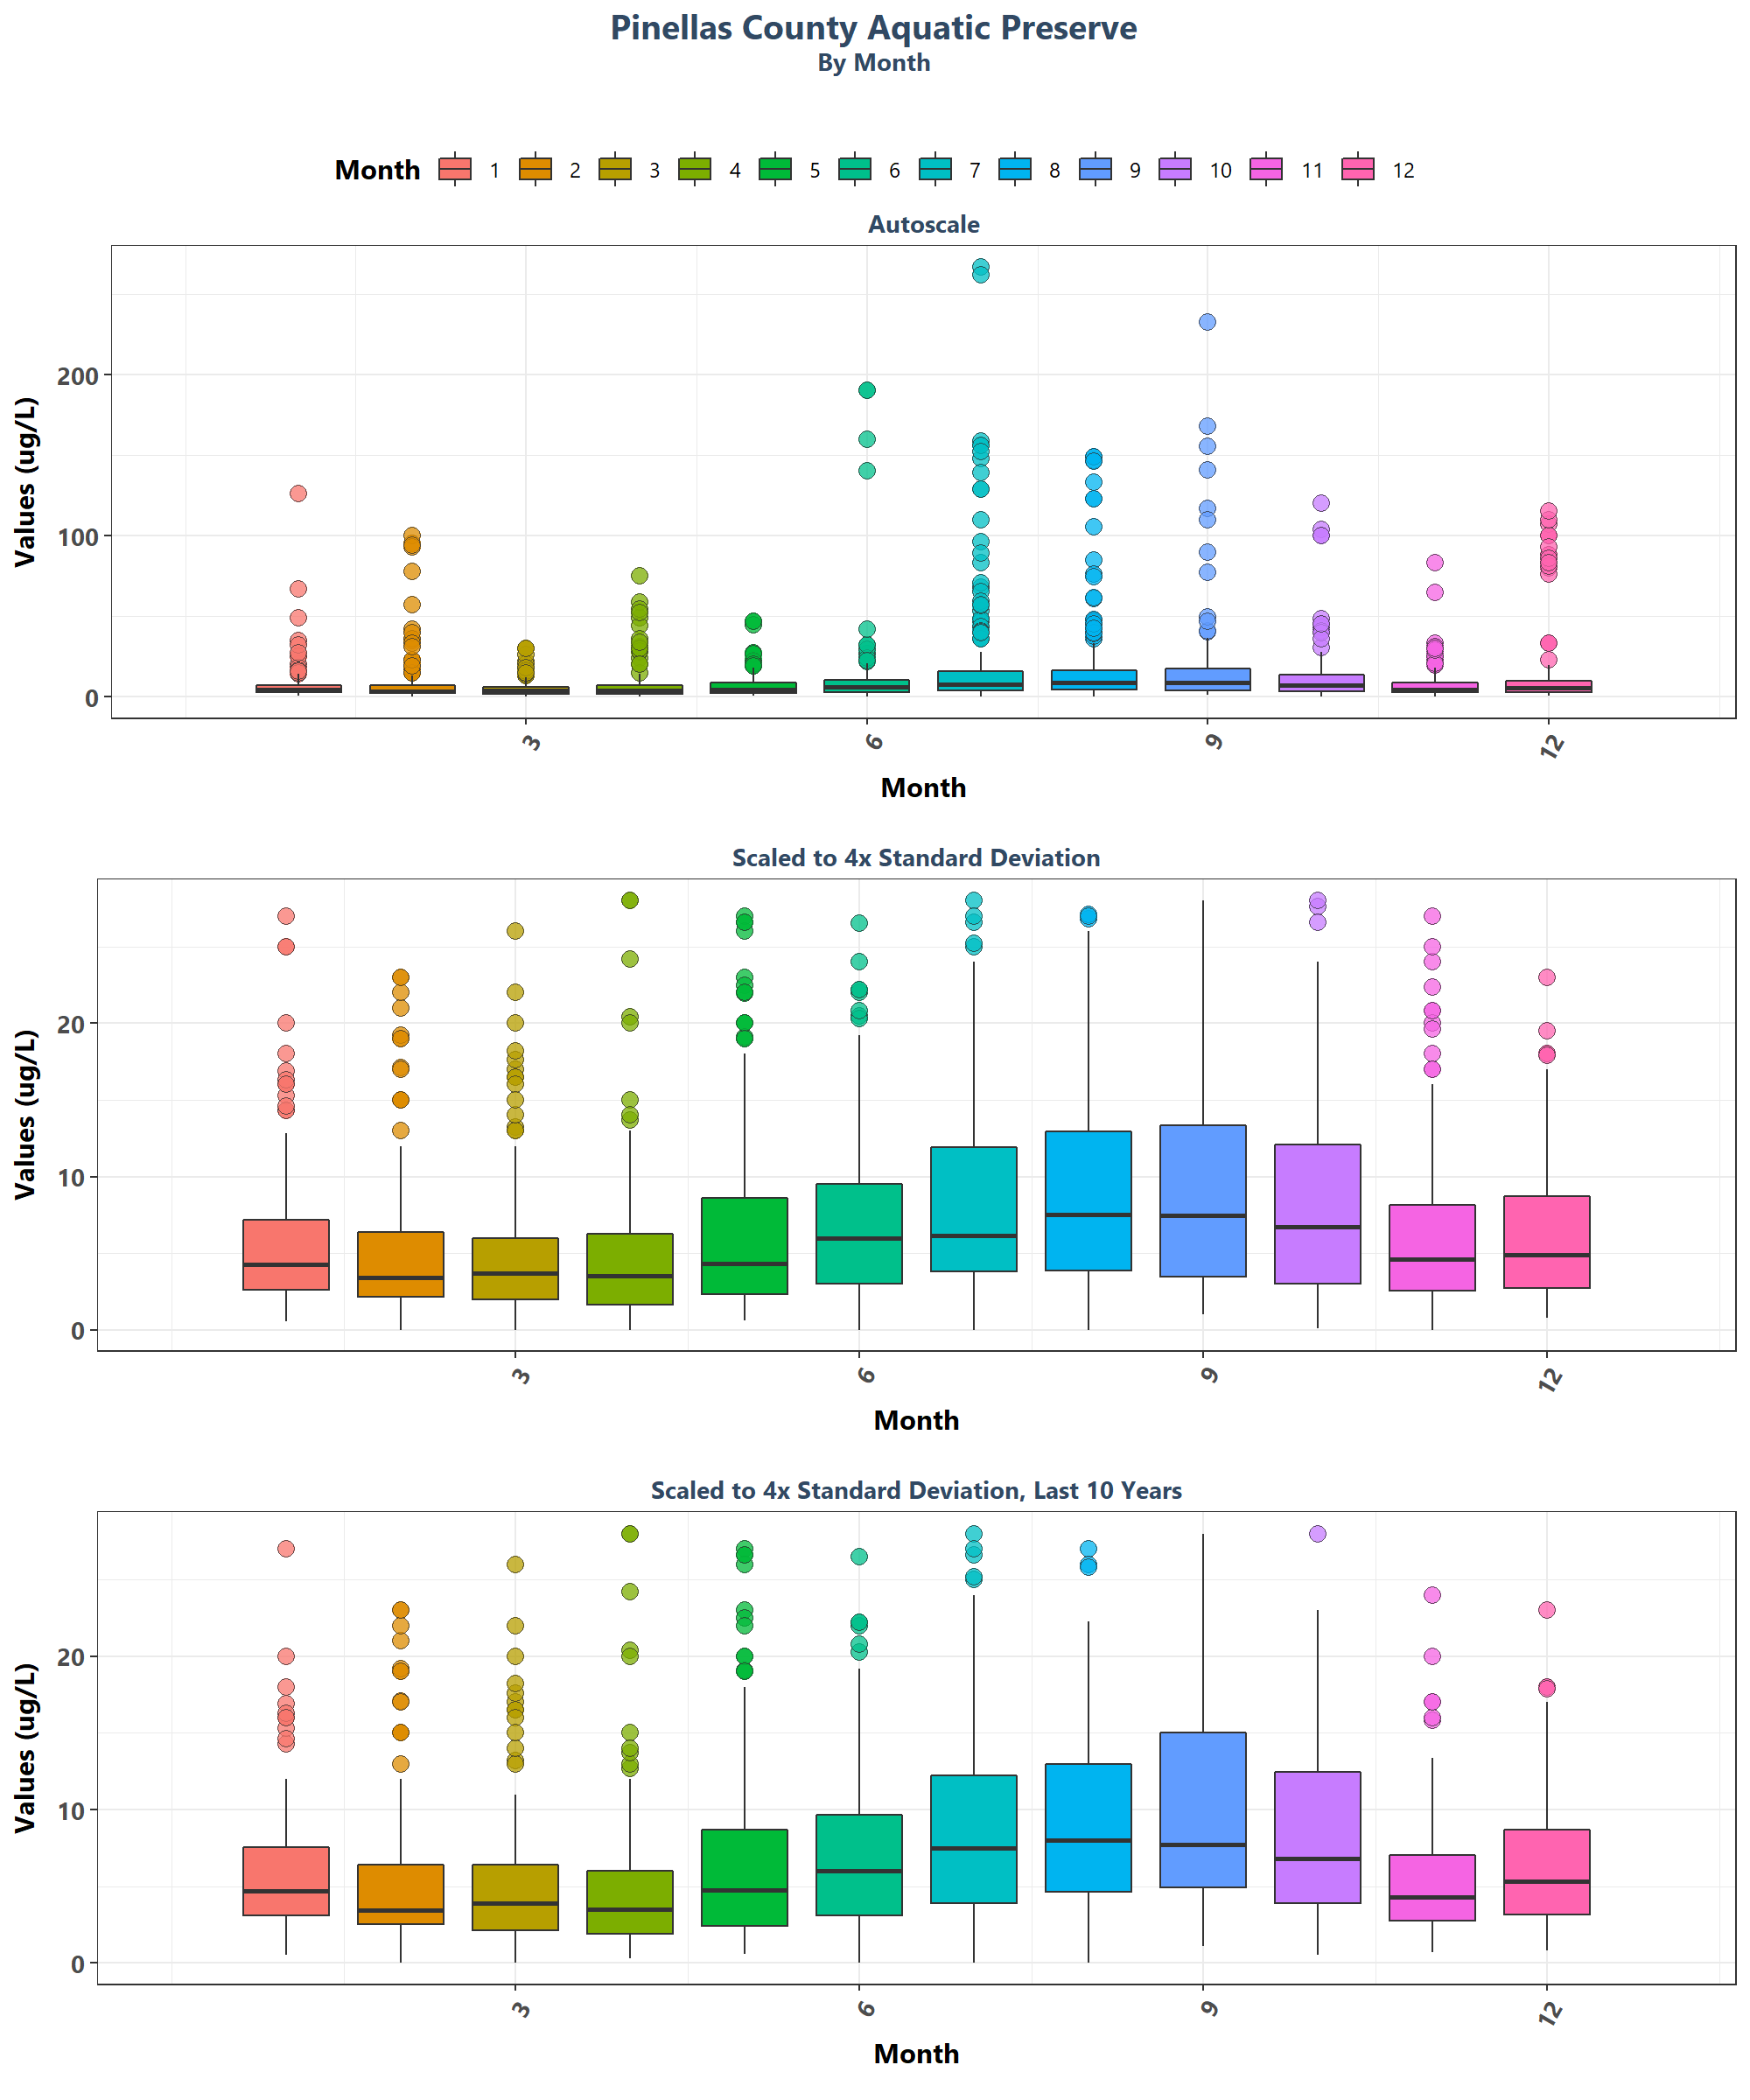 Pinellas County Aquatic Preserve
By Month
Month 1 2 3 4 5 6 7 8 9 10 11 12
Autoscale
Values (ug/L)
200
100
0
3 6 9 12
Month
Scaled to 4x Standard Deviation
Values (ug/L)
20
10
0
3 6 9 12
Month
Scaled to 4x Standard Deviation, Last 10 Years
Values (ug/L)
20
10
0
3 6 9 12
Month